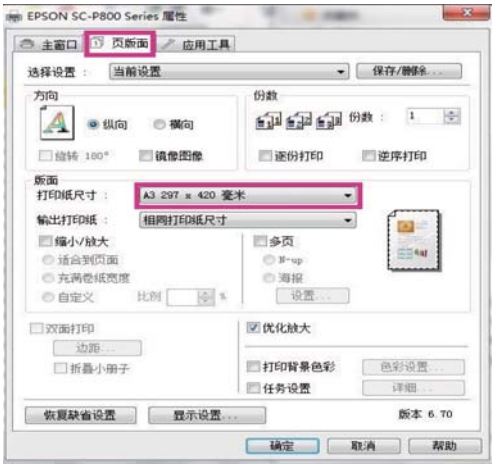 EPSON SC-P800 Series 属性
主窗口 页版面 应用工具
选择设置 : 当前设置 保存/删除...
方向 份数
A 纵向 横向 份数 : 1
旋转 180° 镜像图像 逐份打印 逆序打印
版面
打印纸尺寸 : A3 297 x 420 毫米
输出打印纸 : 相同打印纸尺寸
缩小/放大 多页
适合到页面 N-up
充满卷纸宽度 海报
自定义 比例 % 设置...
双面打印 优化放大
边距...
折叠小册子 打印背景色彩 色彩设置...
任务设置 详细...
恢复缺省设置 显示设置... 版本 6.70
确定 取消 帮助